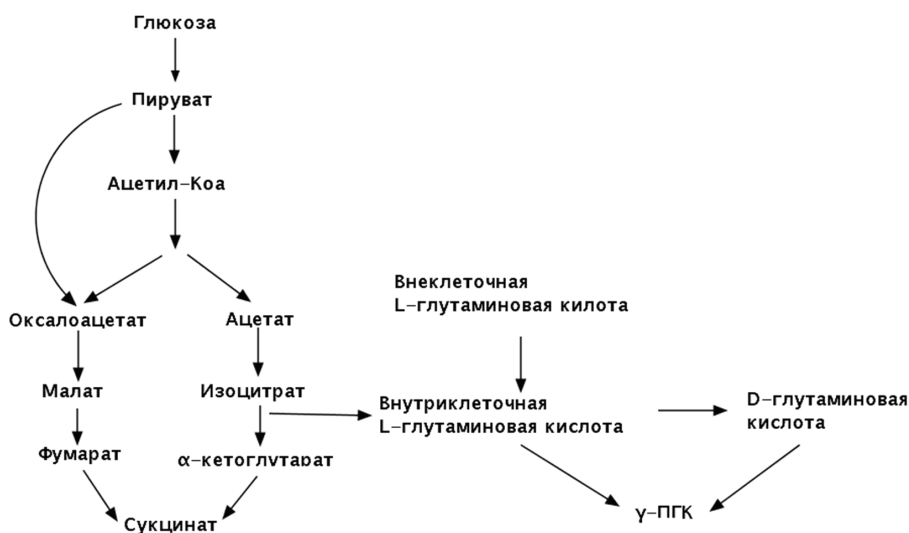 Глюкоза
Пируват
Ацетил-Коа
Внеклеточная
L-глутаминовая килота
Оксалоацетат
Ацетат
Малат
Изоцитрат
Внутриклеточная
L-глутаминовая кислота
D-глутаминовая
кислота
Фумарат
α-кетоглутарат
Сукцинат
γ-ПГК